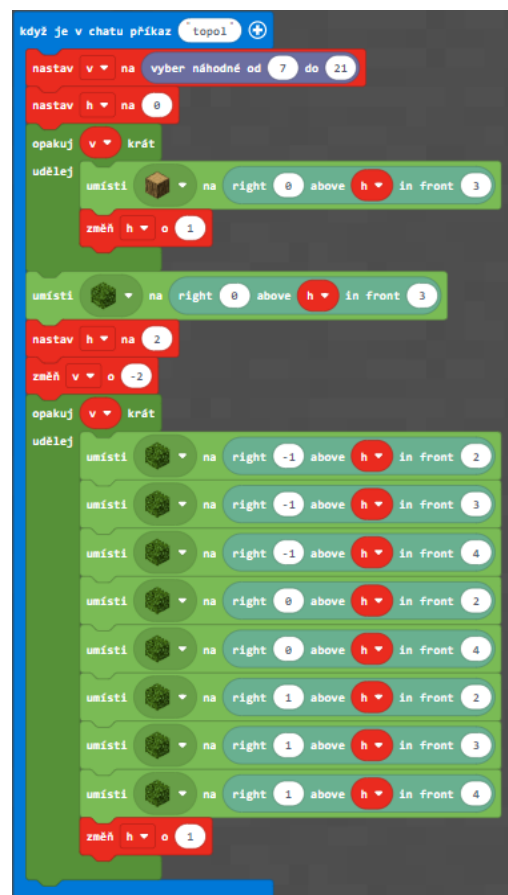 když je v chatu příkaz "topol"
nastav v na vyber náhodné od 7 do 21
nastav h na 0
opakuj v krát
udělej
umísti na right 0 above h in front 3
změň h o 1
umísti na right 0 above h in front 3
nastav h na 2
změň v o -2
opakuj v krát
udělej
umísti na right -1 above h in front 2
umísti na right -1 above h in front 3
umísti na right -1 above h in front 4
umísti na right 0 above h in front 2
umísti na right 0 above h in front 4
umísti na right 1 above h in front 2
umísti na right 1 above h in front 3
umísti na right 1 above h in front 4
změň h o 1